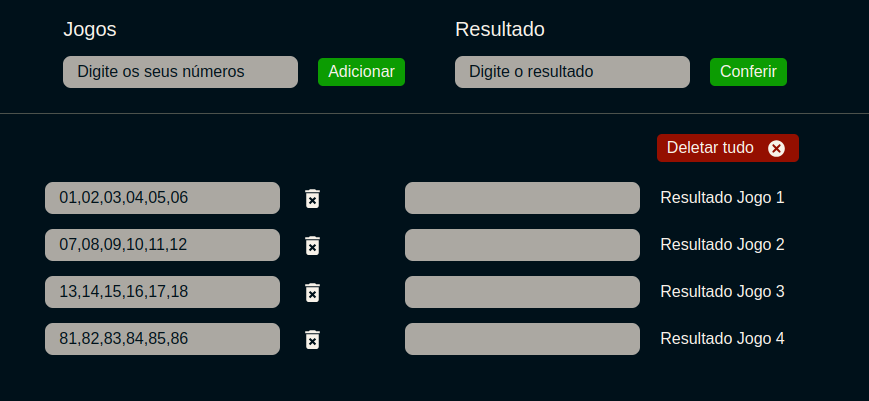 Jogos
Resultado
Digite os seus números
Adicionar
Digite o resultado
Conferir
Deletar tudo
01,02,03,04,05,06
Resultado Jogo 1
07,08,09,10,11,12
Resultado Jogo 2
13,14,15,16,17,18
Resultado Jogo 3
81,82,83,84,85,86
Resultado Jogo 4